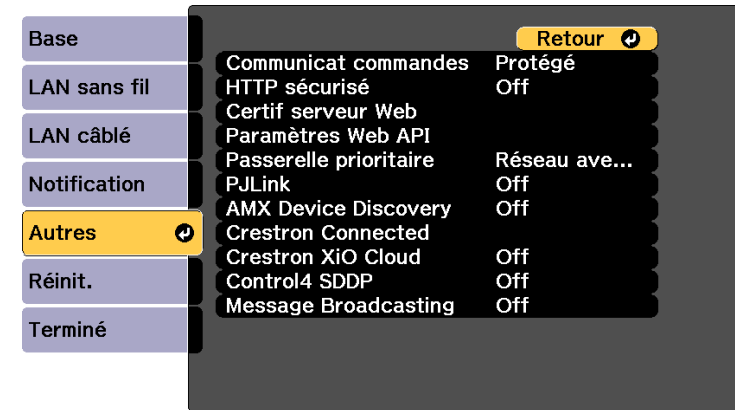 Base
LAN sans fil
LAN câblé
Notification
Autres
Réinit.
Terminé
Retour
Communicat commandes Protégé
HTTP sécurisé Off
Certif serveur Web
Paramètres Web API
Passerelle prioritaire Réseau ave...
PJLink Off
AMX Device Discovery Off
Crestron Connected
Crestron XiO Cloud Off
Control4 SDDP Off
Message Broadcasting Off